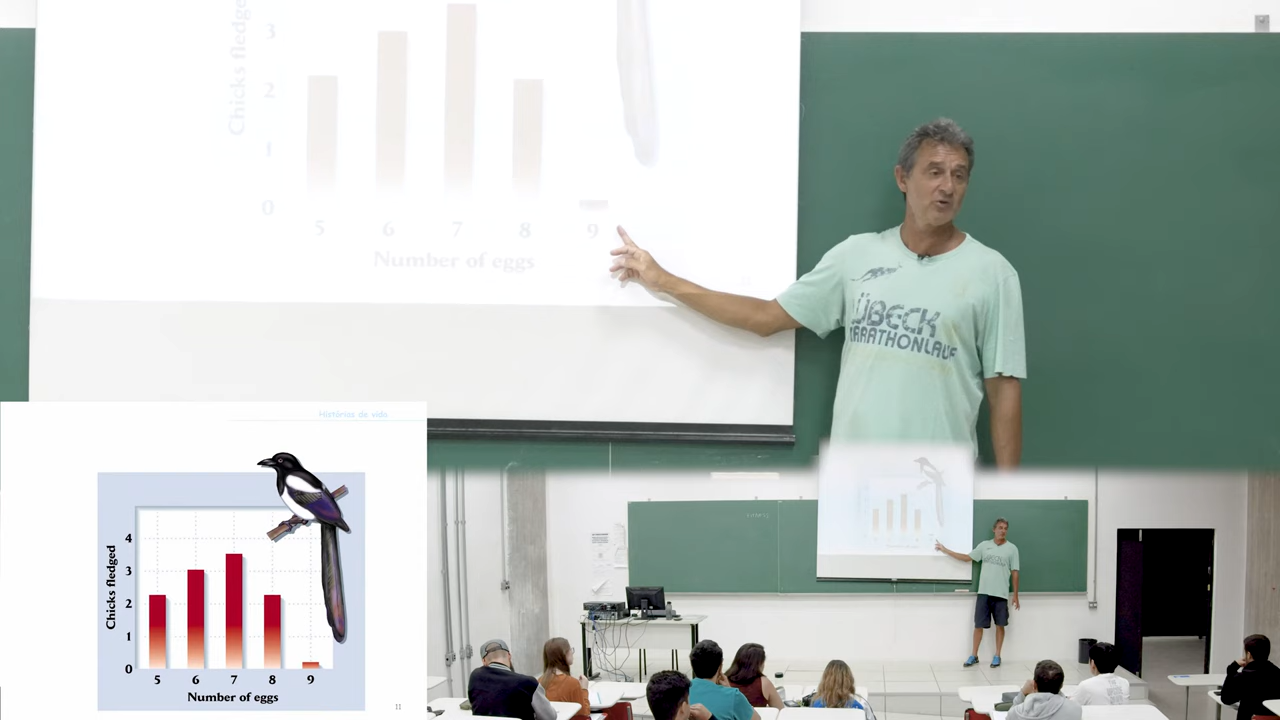 Chicks fledged
3
2
1
0
5 6 7 8 9
Number of eggs
ÜBECK
MARATHONLAUF
Histórias de vida
Chicks fledged
4
3
2
1
0
5 6 7 8 9
Number of eggs
11